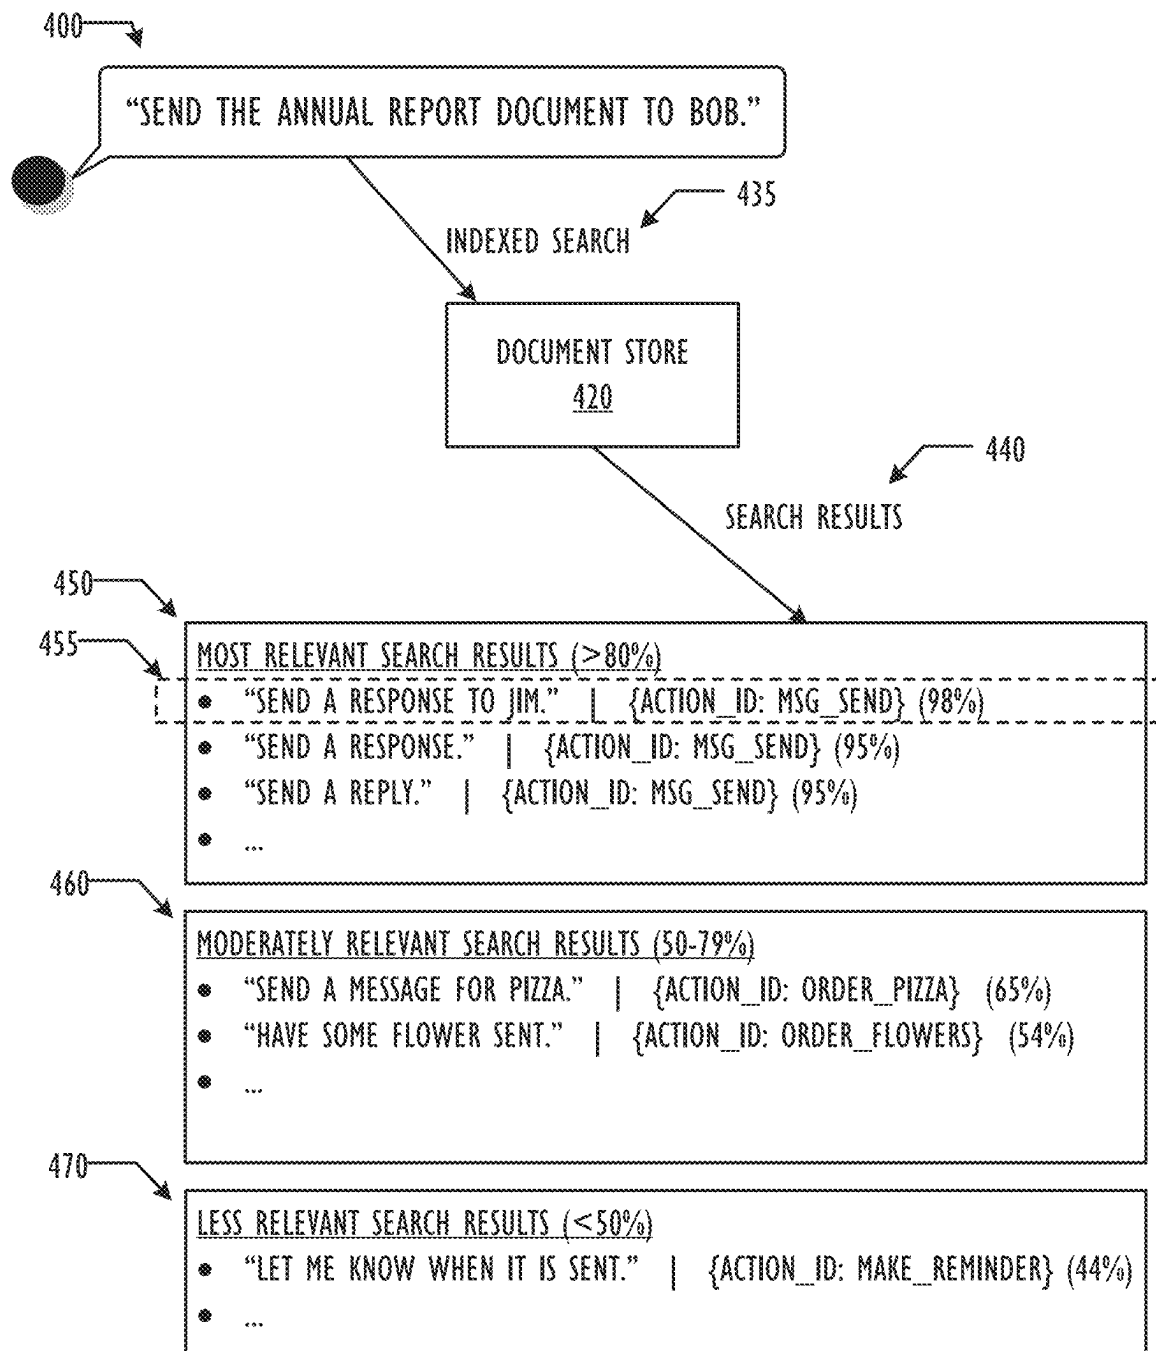 400
“SEND THE ANNUAL REPORT DOCUMENT TO BOB.”
435
INDEXED SEARCH
DOCUMENT STORE
420
440
SEARCH RESULTS
450
455
MOST RELEVANT SEARCH RESULTS (>80%)
• “SEND A RESPONSE TO JIM.” | {ACTION_ID: MSG_SEND} (98%)
• “SEND A RESPONSE.” | {ACTION_ID: MSG_SEND} (95%)
• “SEND A REPLY.” | {ACTION_ID: MSG_SEND} (95%)
• ...
460
MODERATELY RELEVANT SEARCH RESULTS (50-79%)
• “SEND A MESSAGE FOR PIZZA.” | {ACTION_ID: ORDER_PIZZA} (65%)
• “HAVE SOME FLOWER SENT.” | {ACTION_ID: ORDER_FLOWERS} (54%)
• ...
470
LESS RELEVANT SEARCH RESULTS (<50%)
• “LET ME KNOW WHEN IT IS SENT.” | {ACTION_ID: MAKE_REMINDER} (44%)
• ...